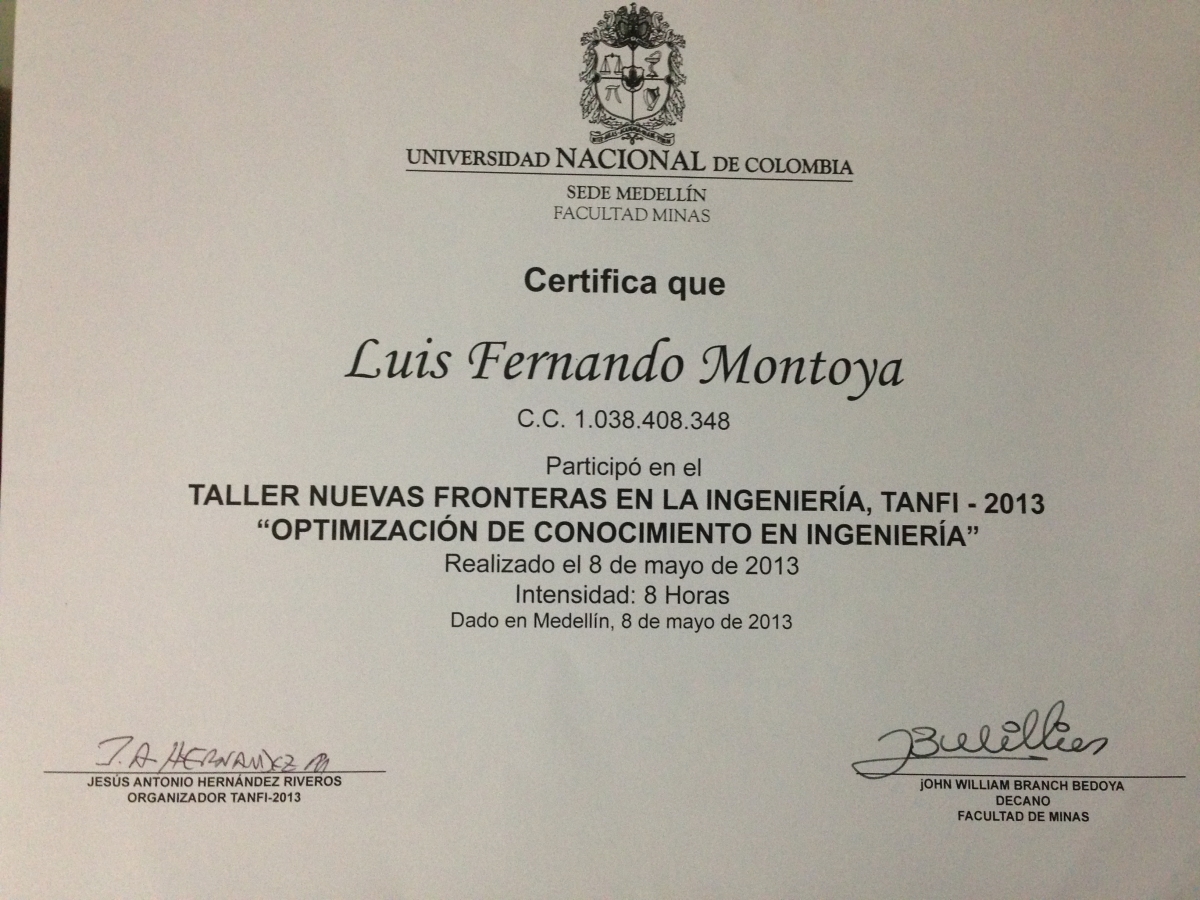 UNIVERSIDAD NACIONAL DE COLOMBIA
SEDE MEDELLÍN
FACULTAD MINAS
Certifica que
Luis Fernando Montoya
C.C. 1.038.408.348
Participó en el
TALLER NUEVAS FRONTERAS EN LA INGENIERÍA, TANFI - 2013
“OPTIMIZACIÓN DE CONOCIMIENTO EN INGENIERÍA”
Realizado el 8 de mayo de 2013
Intensidad: 8 Horas
Dado en Medellín, 8 de mayo de 2013
J. A. HERNANDEZ
JESÚS ANTONIO HERNÁNDEZ RIVEROS
ORGANIZADOR TANFI-2013
jOHN WILLIAM BRANCH BEDOYA
DECANO
FACULTAD DE MINAS